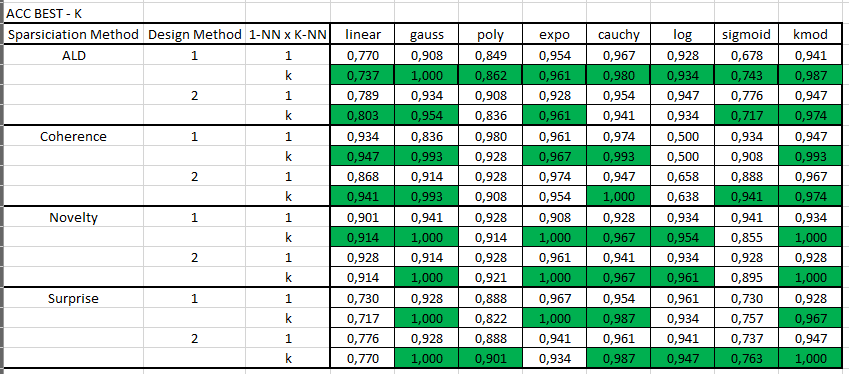 ACC BEST - K
Sparsiciation Method Design Method 1-NN x K-NN linear gauss poly expo cauchy log sigmoid kmod
ALD 1 1 0,770 0,908 0,849 0,954 0,967 0,928 0,678 0,941
k 0,737 1,000 0,862 0,961 0,980 0,934 0,743 0,987
2 1 0,789 0,934 0,908 0,928 0,954 0,947 0,776 0,947
k 0,803 0,954 0,836 0,961 0,941 0,934 0,717 0,974
Coherence 1 1 0,934 0,836 0,980 0,961 0,974 0,500 0,934 0,947
k 0,947 0,993 0,928 0,967 0,993 0,500 0,908 0,993
2 1 0,868 0,914 0,928 0,974 0,947 0,658 0,888 0,967
k 0,941 0,993 0,908 0,954 1,000 0,638 0,941 0,974
Novelty 1 1 0,901 0,941 0,928 0,908 0,928 0,934 0,941 0,934
k 0,914 1,000 0,914 1,000 0,967 0,954 0,855 1,000
2 1 0,928 0,914 0,928 0,961 0,941 0,934 0,928 0,928
k 0,914 1,000 0,921 1,000 0,967 0,961 0,895 1,000
Surprise 1 1 0,730 0,928 0,888 0,967 0,954 0,961 0,730 0,928
k 0,717 1,000 0,822 1,000 0,987 0,934 0,757 0,967
2 1 0,776 0,928 0,888 0,941 0,961 0,941 0,737 0,947
k 0,770 1,000 0,901 0,934 0,987 0,947 0,763 1,000